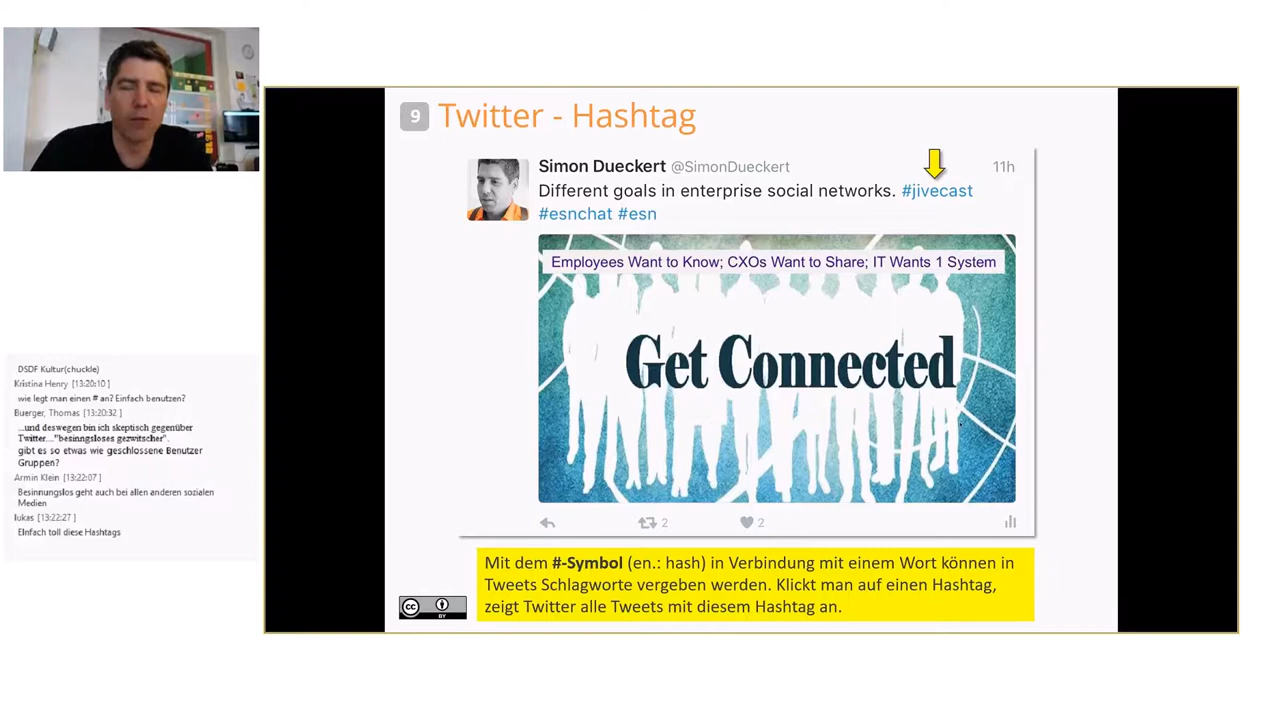 9 Twitter - Hashtag
Simon Dueckert @SimonDueckert 11h
Different goals in enterprise social networks. #jivecast
#esnchat #esn
Employees Want to Know; CXOs Want to Share; IT Wants 1 System
Get Connected
2 2
Mit dem #-Symbol (en.: hash) in Verbindung mit einem Wort können in
Tweets Schlagworte vergeben werden. Klickt man auf einen Hashtag,
zeigt Twitter alle Tweets mit diesem Hashtag an.
cc BY
DSDF Kultur(chuckle)
Kristina Henry [13:20:10]
wie legt man einen # an? Einfach benutzen?
Buerger, Thomas [13:20:32]
...und deswegen bin ich skeptisch gegenüber
Twitter...."besinngsloses gezwitscher".
gibt es so etwas wie geschlossene Benutzer
Gruppen?
Armin Klein [13:22:07]
Besinnungslos geht auch bei allen anderen sozialen
Medien
lukas [13:22:27]
Einfach toll diese Hashtags